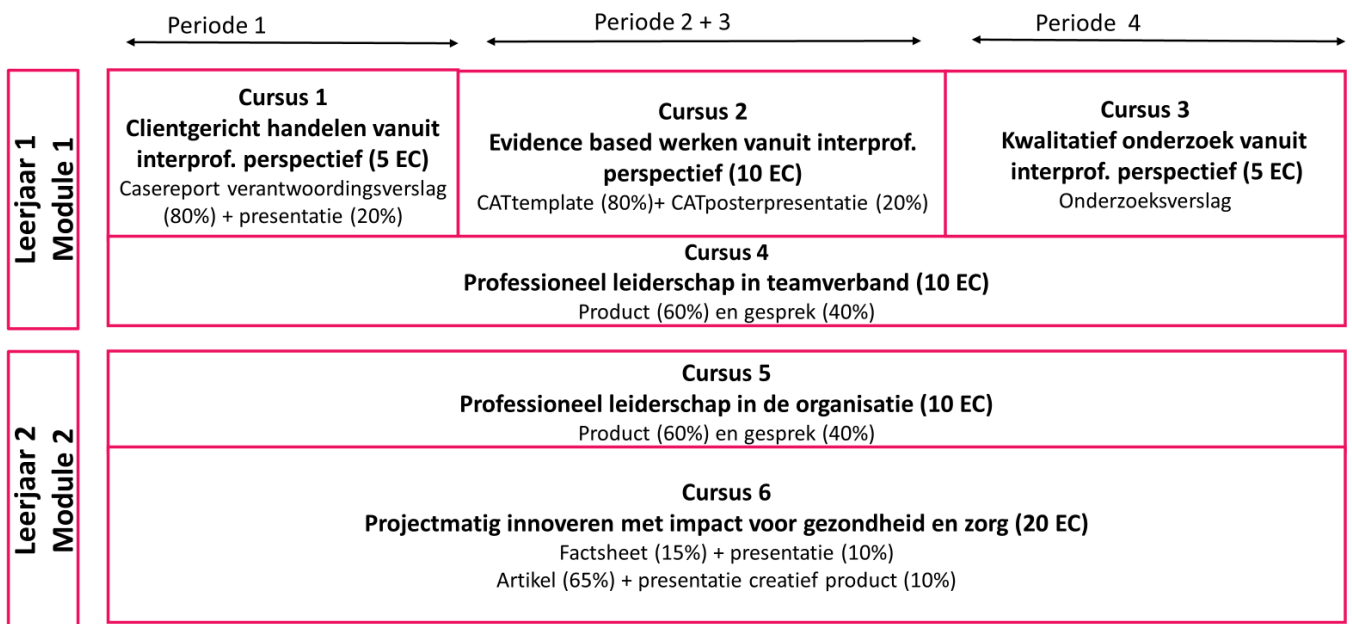 Periode 1
Periode 2 + 3
Periode  4
Leerjaar 1
Module 1
Cursus 1
Clientgericht handelen vanuit
interprof. perspectief (5 EC)
Casereport verantwoordingsverslag
(80%) + presentatie (20%)
Cursus 2
Evidence based werken vanuit interprof.
perspectief (10 EC)
CATtemplate (80%)+ CATposterpresentatie (20%)
Cursus 3
Kwalitatief onderzoek vanuit
interprof. perspectief (5 EC)
Onderzoeksverslag
Cursus 4
Professioneel leiderschap in teamverband (10 EC)
Product (60%) en gesprek (40%)
Leerjaar 2
Module 2
Cursus 5
Professioneel leiderschap in de organisatie (10 EC)
Product (60%) en gesprek (40%)
Cursus 6
Projectmatig innoveren met impact voor gezondheid en zorg (20 EC)
Factsheet (15%) + presentatie (10%)
Artikel (65%) + presentatie creatief product (10%)